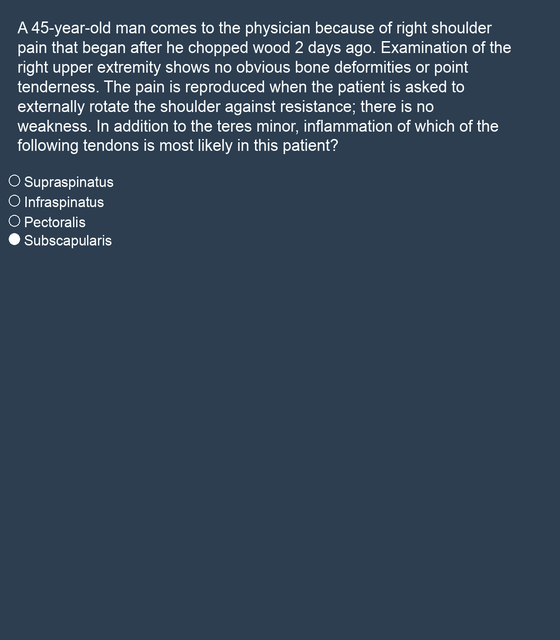 A 45-year-old man comes to the physician because of right shoulder
pain that began after he chopped wood 2 days ago. Examination of the
right upper extremity shows no obvious bone deformities or point
tenderness. The pain is reproduced when the patient is asked to
externally rotate the shoulder against resistance; there is no
weakness. In addition to the teres minor, inflammation of which of the
following tendons is most likely in this patient?
Supraspinatus
Infraspinatus
Pectoralis
Subscapularis